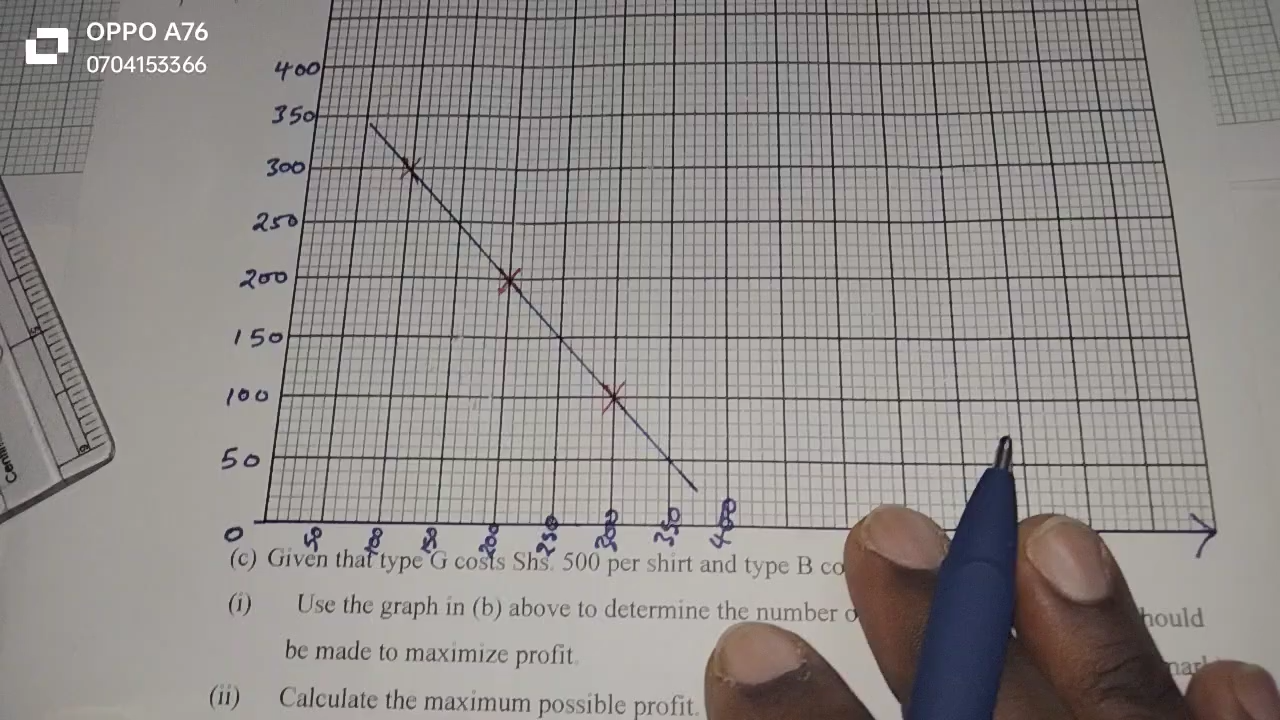 OPPO A76
0704153366
400
350
300
250
200
150
100
50
0 50 100 150 200 250 300 350 400
(c) Given that type G costs Shs. 500 per shirt and type B
(i) Use the graph in (b) above to determine the number
be made to maximize profit.
(ii) Calculate the maximum possible profit.